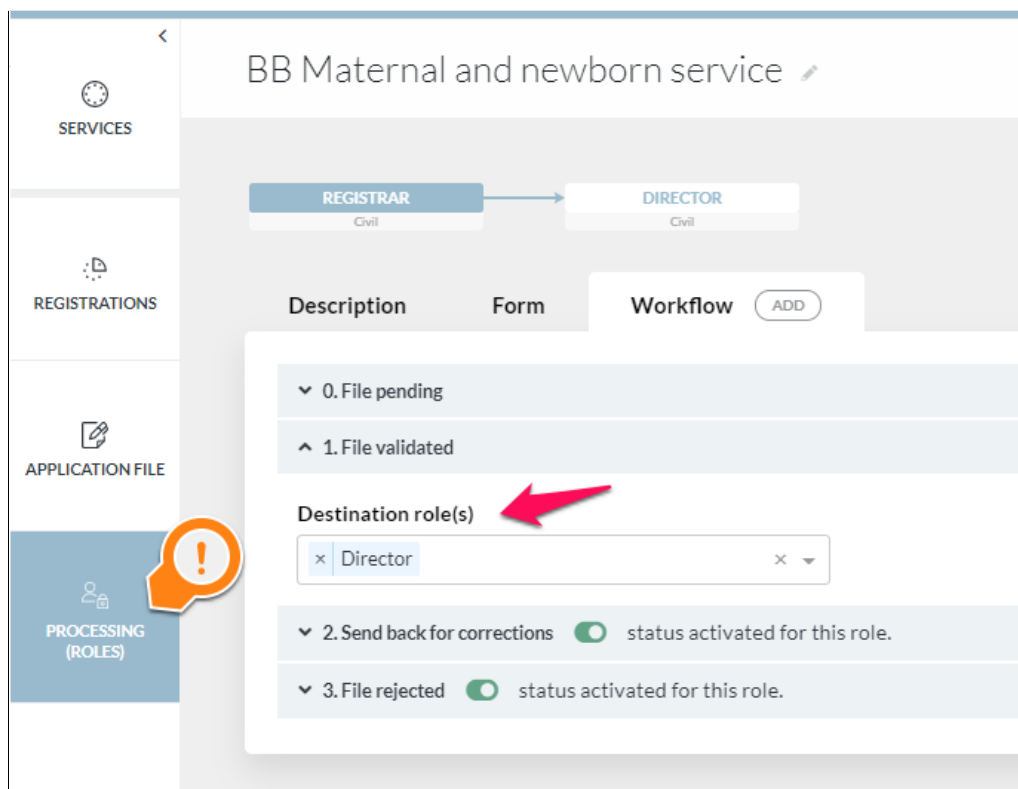 BB Maternal and newborn service
SERVICES
REGISTRAR
Civil
DIRECTOR
Civil
REGISTRATIONS
Description
Form
Workflow
ADD
0. File pending
1. File validated
APPLICATION FILE
Destination role(s)
× Director
!
PROCESSING
(ROLES)
2. Send back for corrections status activated for this role.
3. File rejected status activated for this role.